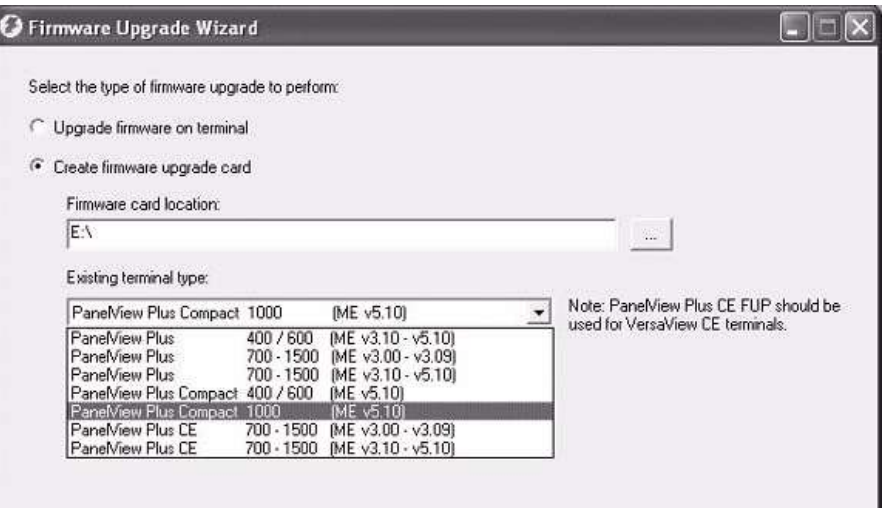 Firmware Upgrade Wizard
Select the type of firmware upgrade to perform:
Upgrade firmware on terminal
Create firmware upgrade card
Firmware card location:
E:\
...
Existing terminal type:
PanelView Plus Compact 1000 (ME v5.10)
Note: PanelView Plus CE FUP should be
used for VersaView CE terminals.
PanelView Plus 400 / 600 (ME v3.10 - v5.10)
PanelView Plus 700 - 1500 (ME v3.00 - v3.09)
PanelView Plus 700 - 1500 (ME v3.10 - v5.10)
PanelView Plus Compact 400 / 600 (ME v5.10)
PanelView Plus Compact 1000 (ME v5.10)
PanelView Plus CE 700 - 1500 (ME v3.00 - v3.09)
PanelView Plus CE 700 - 1500 (ME v3.10 - v5.10)